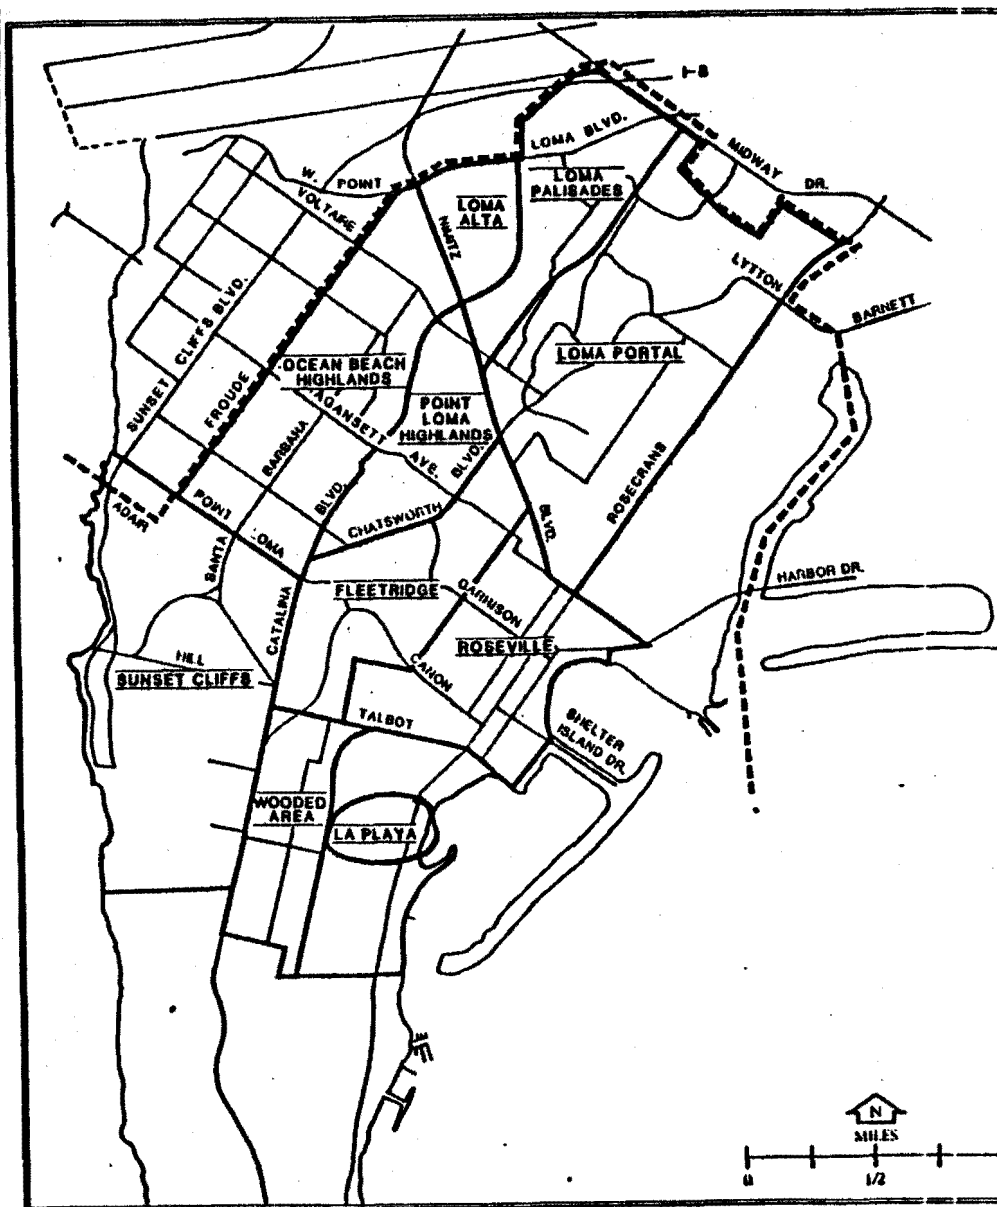 I-8
LOMA BLVD.
MIDWAY
DR.
W. POINT
VOLTAIRE
LOMA
PALISADES
LOMA
ALTA
NIMITZ
LYTTON
BARNETT
SUNSET CLIFFS BLVD.
LOMA PORTAL
OCEAN BEACH
HIGHLANDS
FROUDE
AGANSETT AVE.
POINT
LOMA
HIGHLANDS
BARBARA
BLVD.
ROSECRANS
BLVD.
CHATSWORTH
BLVD.
ADAIR
POINT LOMA
SANTA
HARBOR DR.
FLEETRIDGE
GARRISON
CATALINA
ROSEVILLE
HILL
SUNSET CLIFFS
CANON
TALBOT
SHELTER
ISLAND DR.
WOODED
AREA
LA PLAYA
N
MILES
0
1/2